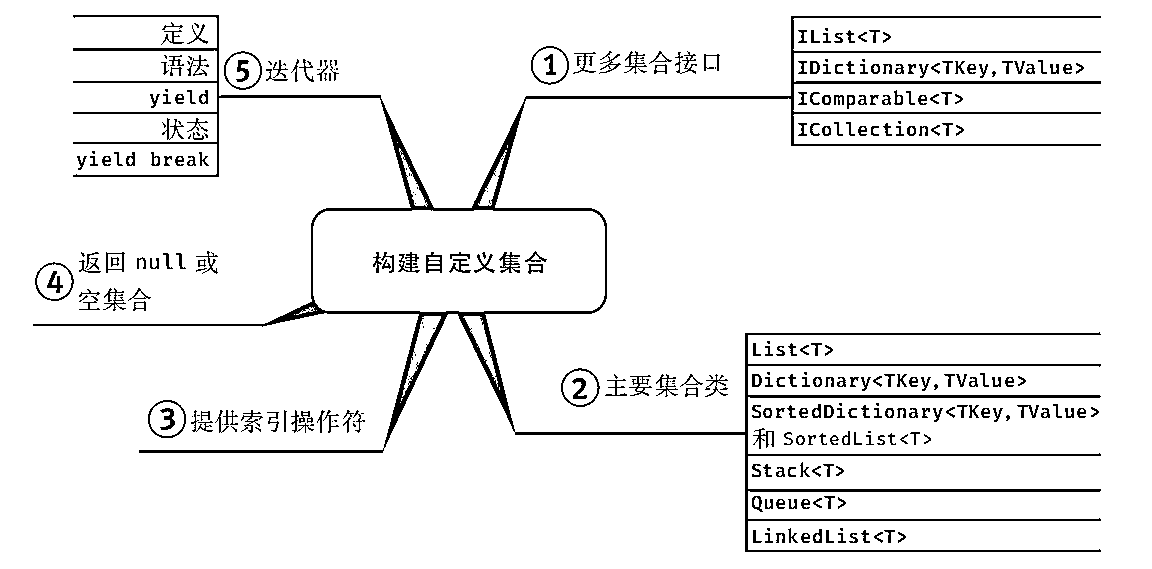 构建自定义集合
① 更多集合接口
IList<T>
IDictionary<TKey,TValue>
IComparable<T>
ICollection<T>
② 主要集合类
List<T>
Dictionary<TKey,TValue>
SortedDictionary<TKey,TValue>
和 SortedList<T>
Stack<T>
Queue<T>
LinkedList<T>
③ 提供索引操作符
④ 返回 null 或
空集合
⑤ 迭代器
定义
语法
yield
状态
yield break